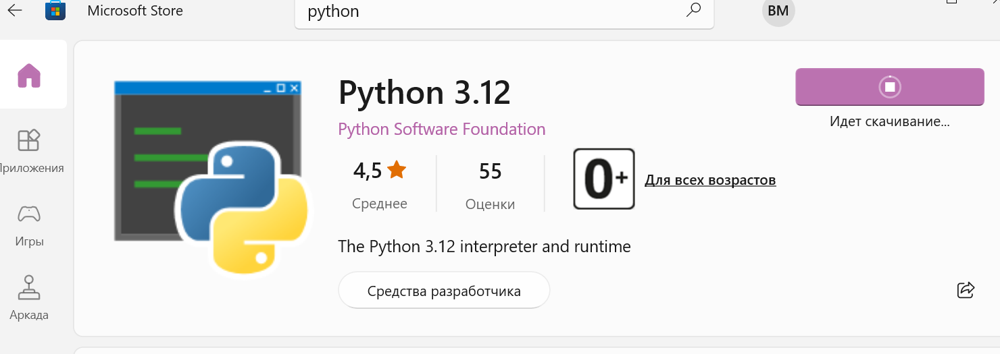 Microsoft Store
python
BM
Python 3.12
Идет скачивание...
Python Software Foundation
4,5
55
0+
Для всех возрастов
Среднее
Оценки
Приложения
Игры
The Python 3.12 interpreter and runtime
Средства разработчика
Аркада